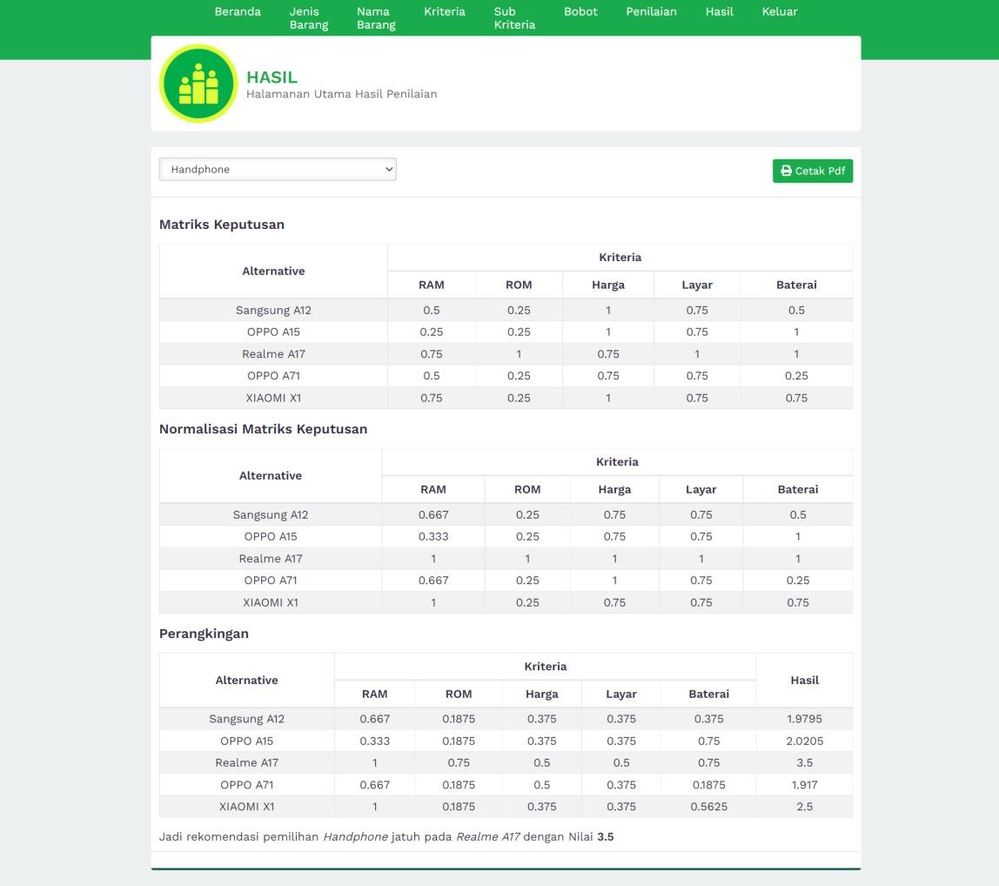 Beranda Jenis Barang Nama Barang Kriteria Sub Kriteria Bobot Penilaian Hasil Keluar
HASIL
Halamanan Utama Hasil Penilaian
Handphone Cetak Pdf
Matriks Keputusan
Alternative Kriteria
RAM ROM Harga Layar Baterai
Sangsung A12 0.5 0.25 1 0.75 0.5
OPPO A15 0.25 0.25 1 0.75 1
Realme A17 0.75 1 0.75 1 1
OPPO A71 0.5 0.25 0.75 0.75 0.25
XIAOMI X1 0.75 0.25 1 0.75 0.75
Normalisasi Matriks Keputusan
Alternative Kriteria
RAM ROM Harga Layar Baterai
Sangsung A12 0.667 0.25 0.75 0.75 0.5
OPPO A15 0.333 0.25 0.75 0.75 1
Realme A17 1 1 1 1 1
OPPO A71 0.667 0.25 1 0.75 0.25
XIAOMI X1 1 0.25 0.75 0.75 0.75
Perangkingan
Alternative Kriteria Hasil
RAM ROM Harga Layar Baterai
Sangsung A12 0.667 0.1875 0.375 0.375 0.375 1.9795
OPPO A15 0.333 0.1875 0.375 0.375 0.75 2.0205
Realme A17 1 0.75 0.5 0.5 0.75 3.5
OPPO A71 0.667 0.1875 0.5 0.375 0.1875 1.917
XIAOMI X1 1 0.1875 0.375 0.375 0.5625 2.5
Jadi rekomendasi pemilihan Handphone jatuh pada Realme A17 dengan Nilai 3.5